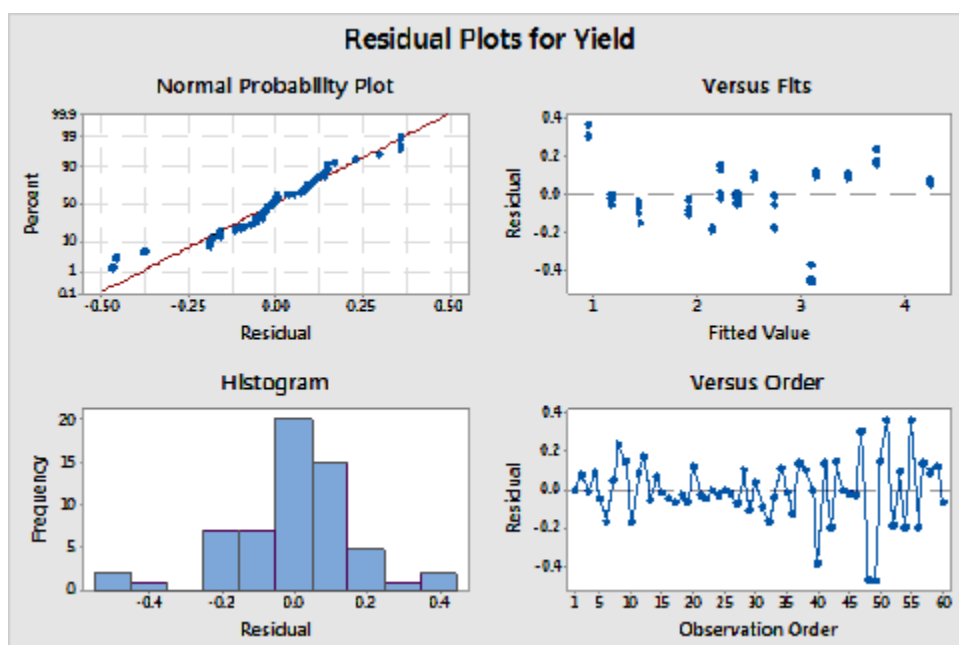 Residual Plots for Yield
Normal Probability Plot
99.9
99
90
50
10
1
0.1
Percent
-0.50 -0.25 0.00 0.25 0.50
Residual
Versus Fits
0.4
0.2
0.0
-0.2
-0.4
Residual
1 2 3 4
Fitted Value
Histogram
20
15
10
5
0
Frequency
-0.4 -0.2 0.0 0.2 0.4
Residual
Versus Order
0.4
0.2
0.0
-0.2
-0.4
Residual
1 5 10 15 20 25 30 35 40 45 50 55 60
Observation Order